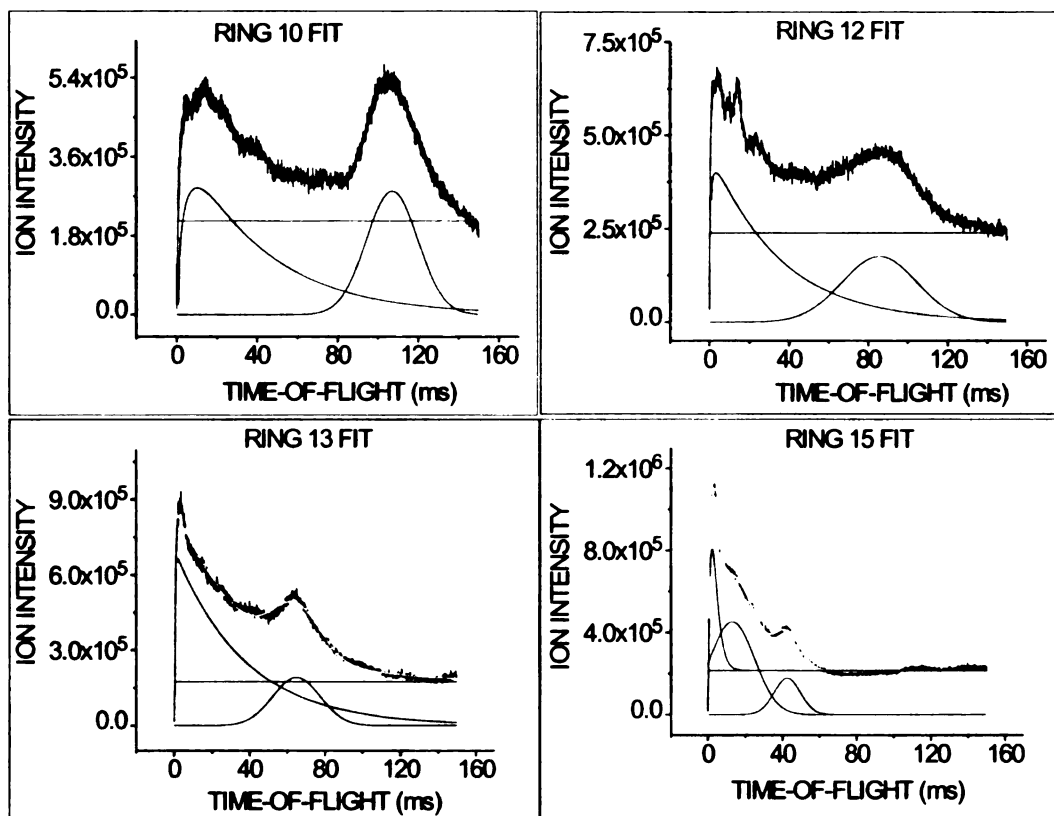 RING 10 FIT
ION INTENSITY
5.4x10⁵
3.6x10⁵
1.8x10⁵
0.0
0 40 80 120 160
TIME-OF-FLIGHT (ms)
RING 12 FIT
ION INTENSITY
7.5x10⁵
5.0x10⁵
2.5x10⁵
0.0
0 40 80 120 160
TIME-OF-FLIGHT (ms)
RING 13 FIT
ION INTENSITY
9.0x10⁵
6.0x10⁵
3.0x10⁵
0.0
0 40 80 120 160
TIME-OF-FLIGHT (ms)
RING 15 FIT
ION INTENSITY
1.2x10⁶
8.0x10⁵
4.0x10⁵
0.0
0 40 80 120 160
TIME-OF-FLIGHT (ms)